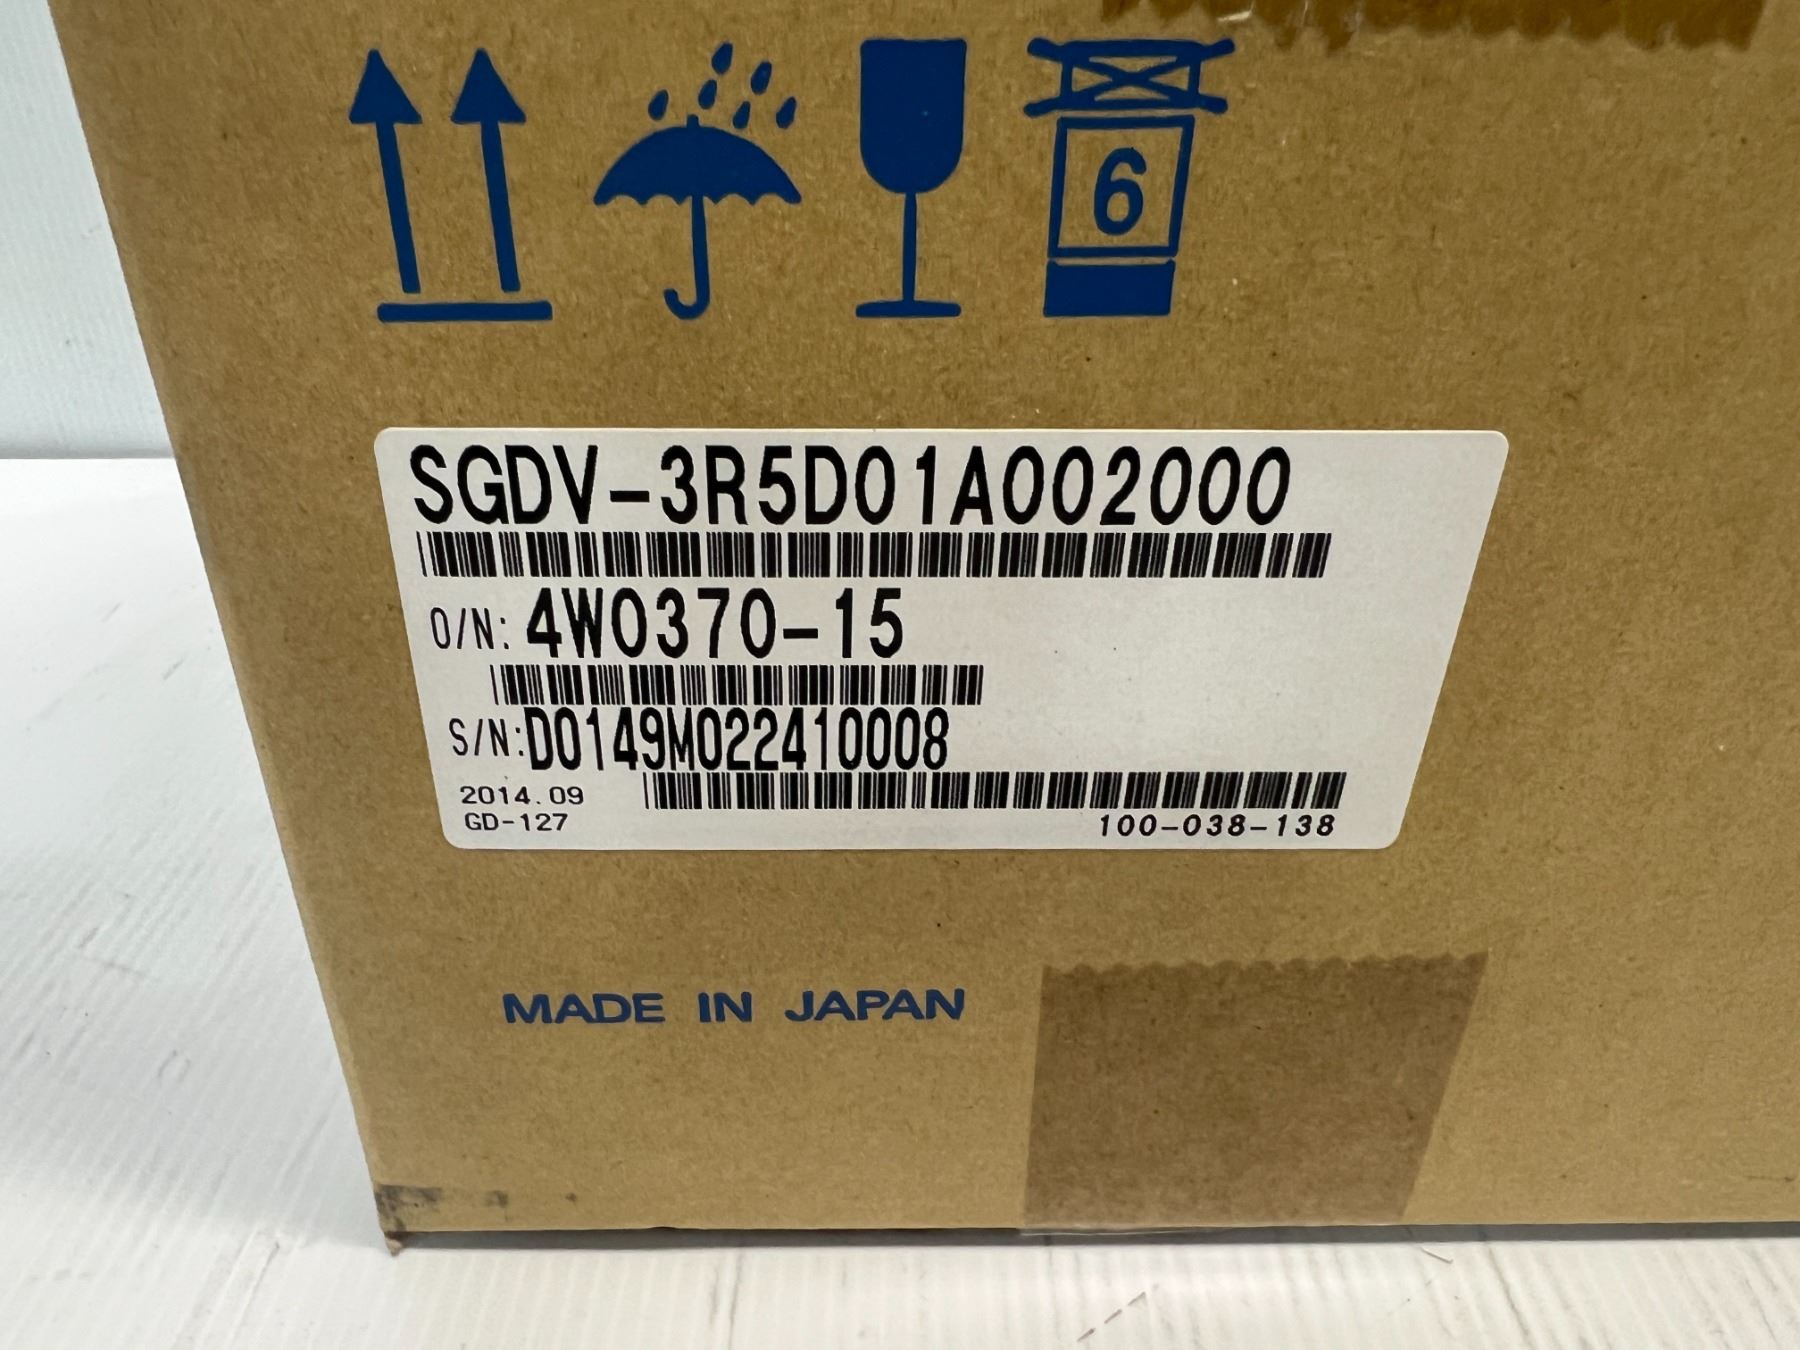 6
SGDV-3R5D01A002000
O/N: 4W0370-15
S/N: D0149M022410008
2014.09
GD-127
100-038-138
MADE IN JAPAN